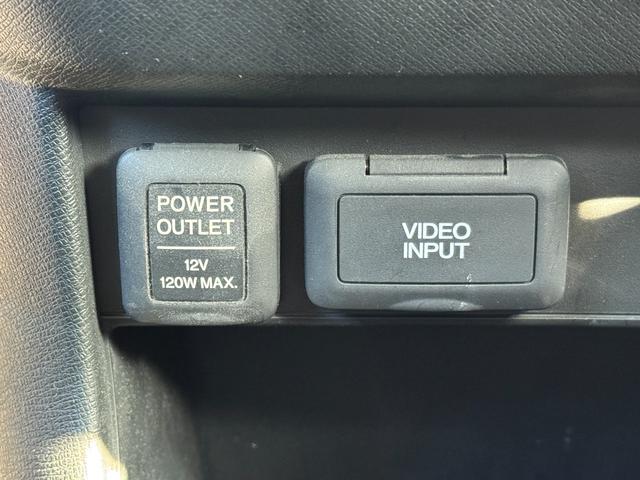 POWER
OUTLET
12V
120W MAX.
VIDEO
INPUT